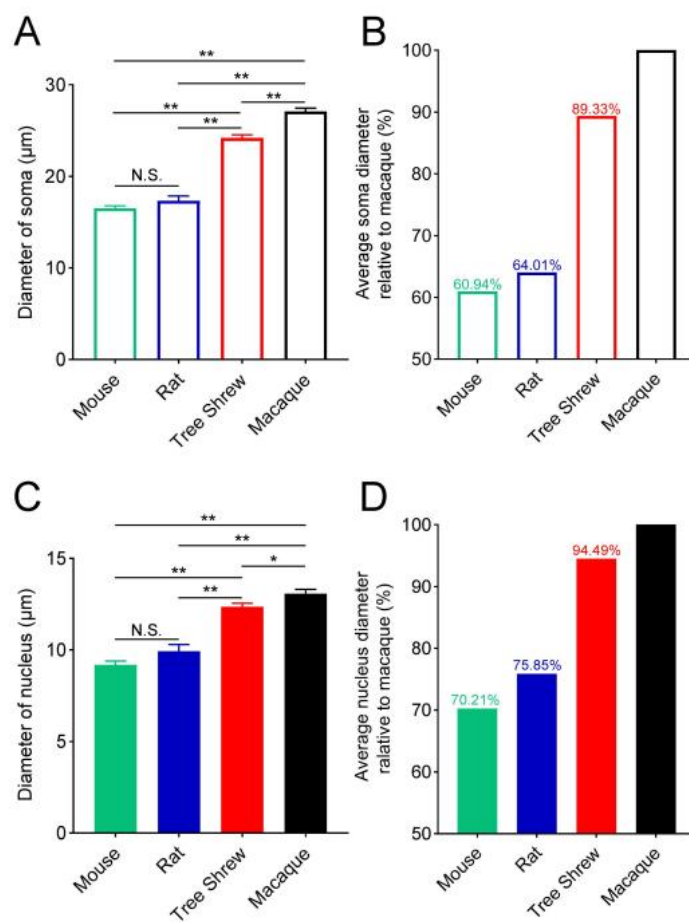 A
Diameter of soma (µm)
30
20
10
0
**
**
**
**
**
N.S.
Mouse
Rat
Tree Shrew
Macaque
B
Average soma diameter
relative to macaque (%)
100
90
80
70
60
50
60.94%
64.01%
89.33%
Mouse
Rat
Tree Shrew
Macaque
C
Diameter of nucleus (µm)
15
10
5
0
**
**
**
*
**
N.S.
Mouse
Rat
Tree Shrew
Macaque
D
Average nucleus diameter
ralative to macaque (%)
100
90
80
70
60
50
70.21%
75.85%
94.49%
Mouse
Rat
Tree Shrew
Macaque